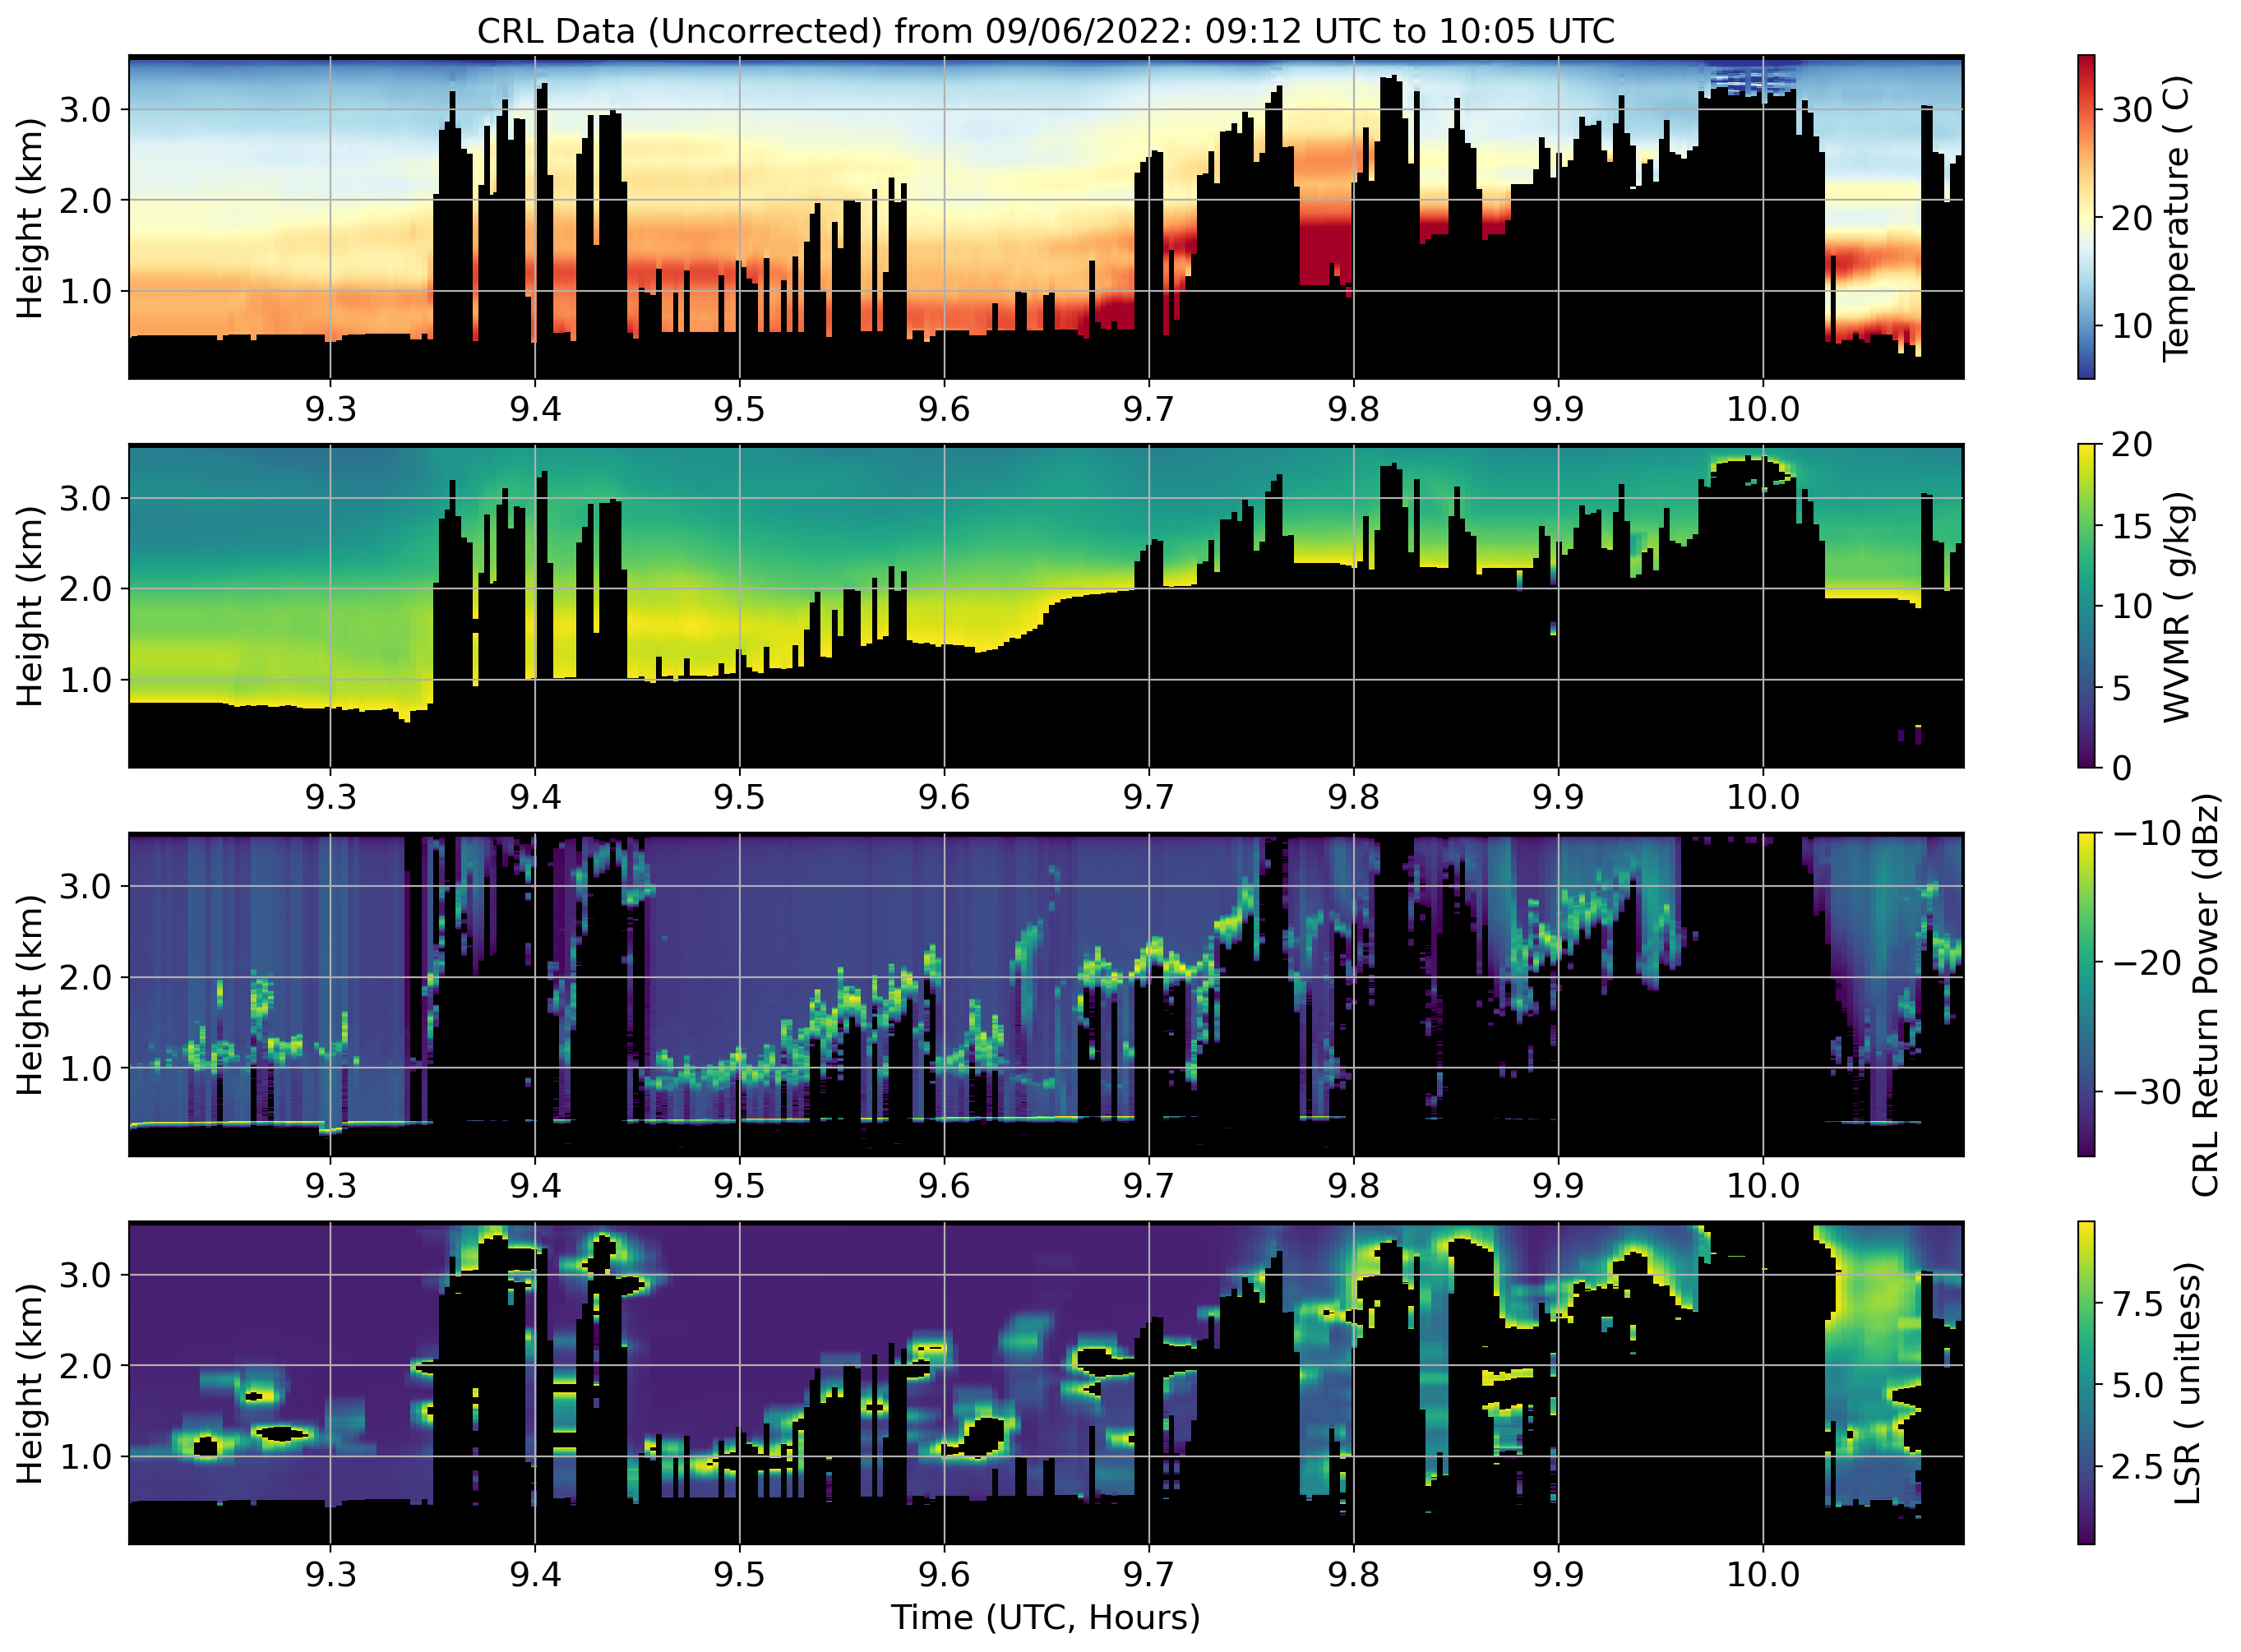 CRL Data (Uncorrected) from 09/06/2022: 09:12 UTC to 10:05 UTC
Height (km)
3.0
2.0
1.0
9.3 9.4 9.5 9.6 9.7 9.8 9.9 10.0
30
20
10
Temperature ( C)
Height (km)
3.0
2.0
1.0
9.3 9.4 9.5 9.6 9.7 9.8 9.9 10.0
20
15
10
5
0
WVMR ( g/kg)
Height (km)
3.0
2.0
1.0
9.3 9.4 9.5 9.6 9.7 9.8 9.9 10.0
−10
−20
−30
CRL Return Power (dBz)
Height (km)
3.0
2.0
1.0
9.3 9.4 9.5 9.6 9.7 9.8 9.9 10.0
7.5
5.0
2.5
LSR ( unitless)
Time (UTC, Hours)